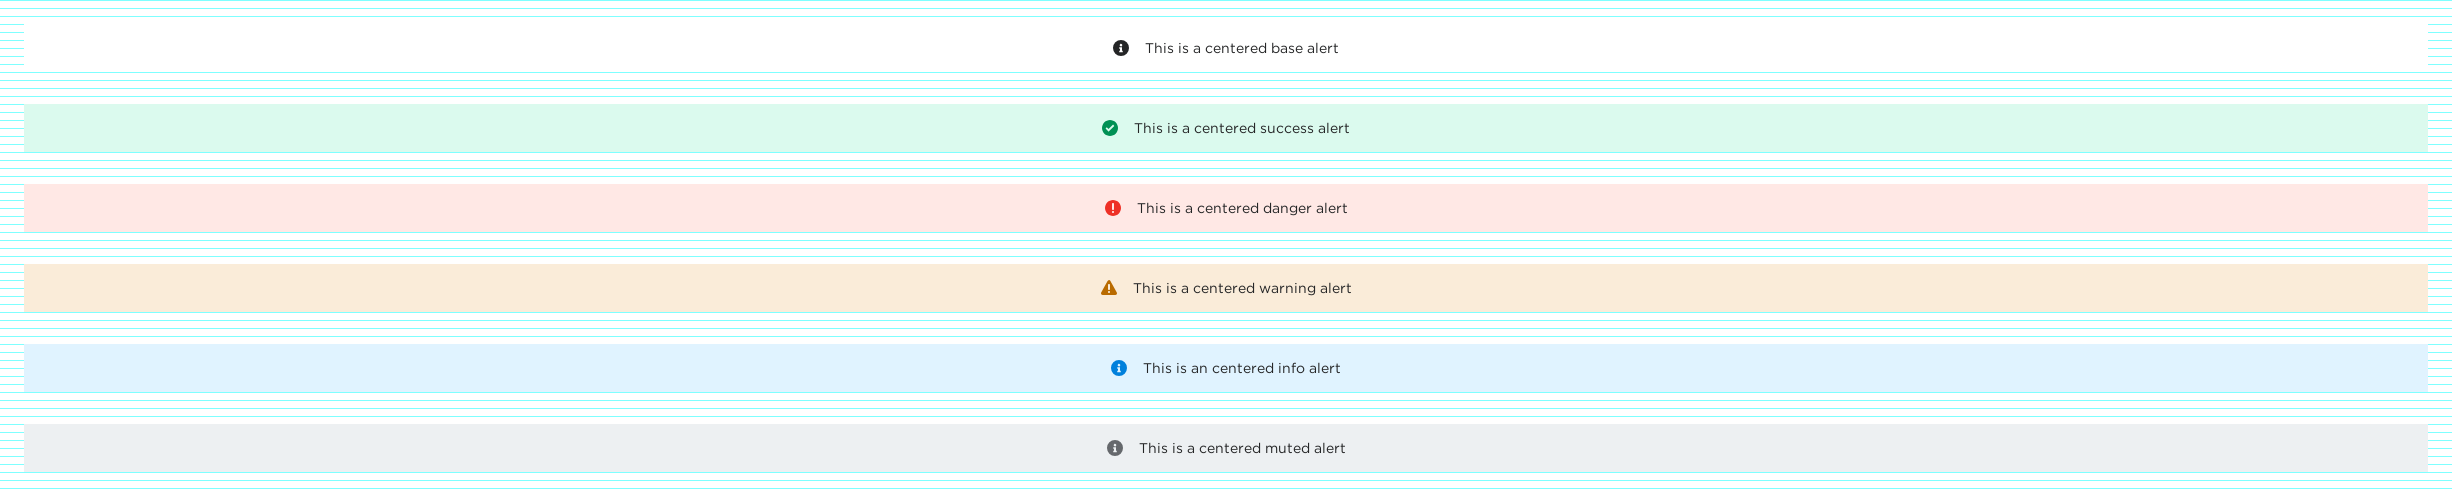 This is a centered base alert
This is a centered success alert
This is a centered danger alert
This is a centered warning alert
This is an centered info alert
This is a centered muted alert